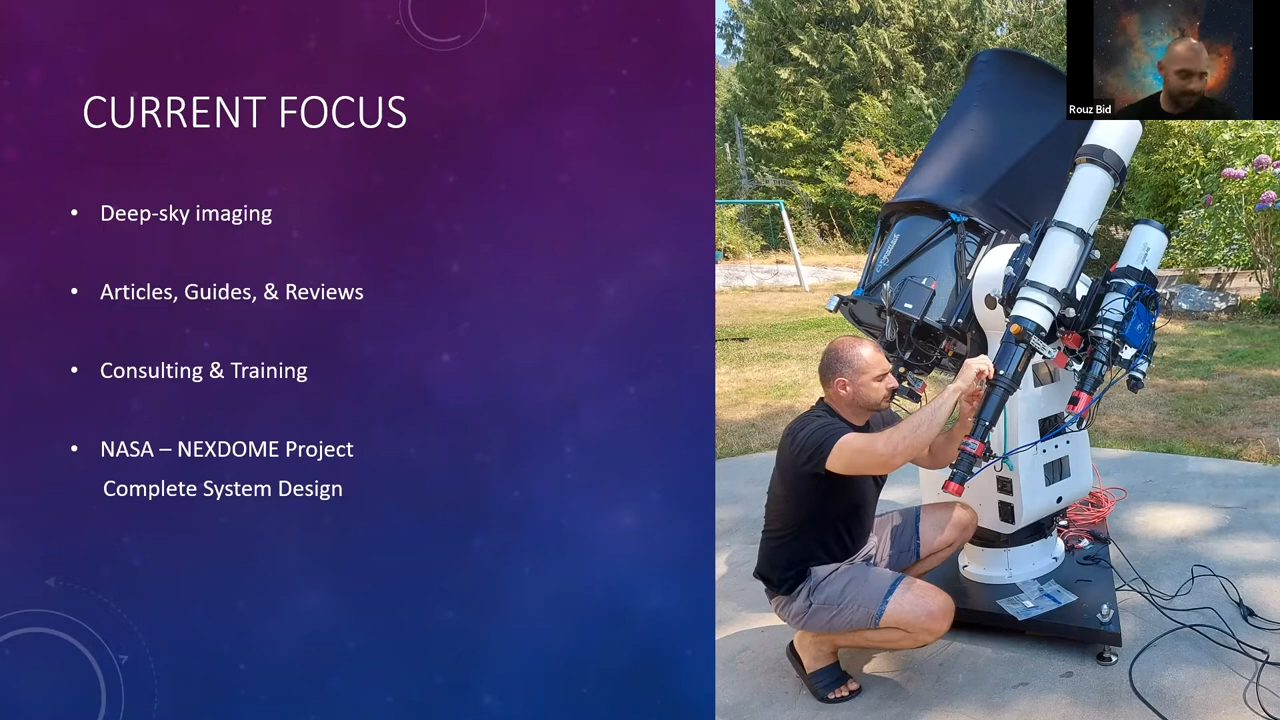 CURRENT FOCUS
• Deep-sky imaging
• Articles, Guides, & Reviews
• Consulting & Training
• NASA – NEXDOME Project
Complete System Design
Rouz Bid